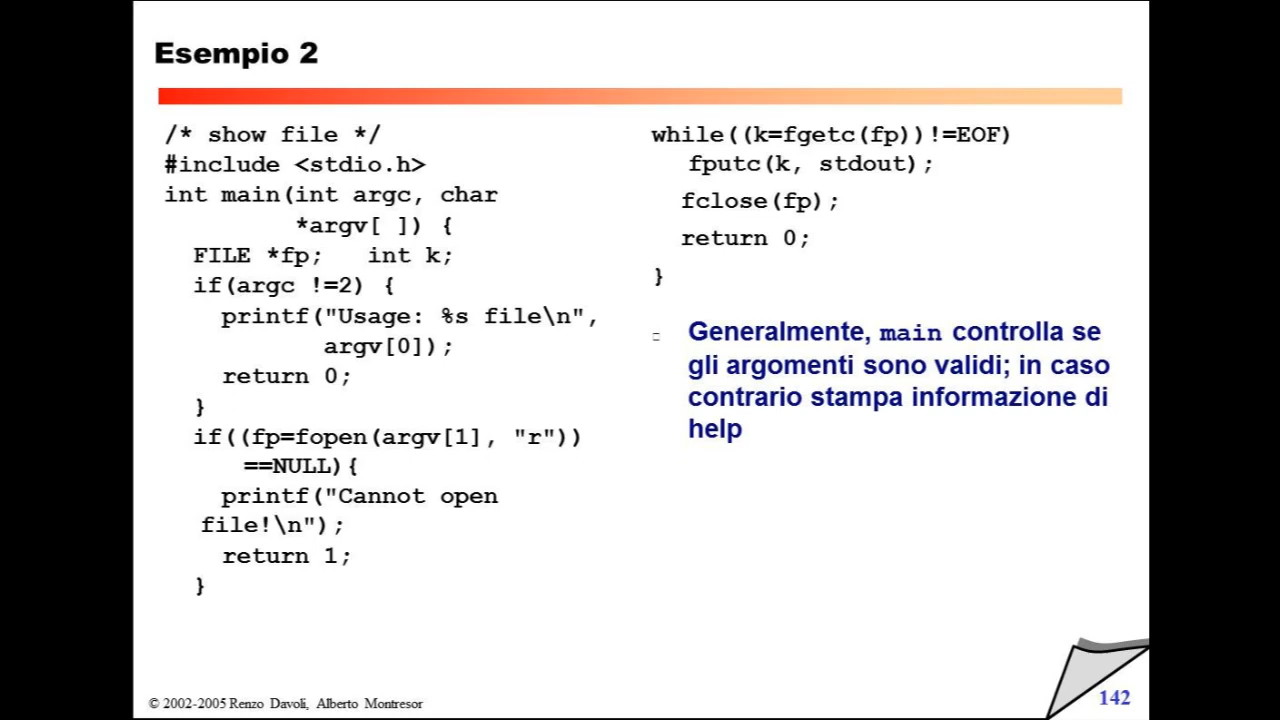 Esempio 2
/* show file */
#include <stdio.h>
int main(int argc, char
*argv[ ]) {
FILE *fp;   int k;
if(argc !=2) {
printf("Usage: %s file\n",
argv[0]);
return 0;
}
if((fp=fopen(argv[1], "r"))
==NULL){
printf("Cannot open
file!\n");
return 1;
}
while((k=fgetc(fp))!=EOF)
fputc(k, stdout);
fclose(fp);
return 0;
}
Generalmente, main controlla se
gli argomenti sono validi; in caso
contrario stampa informazione di
help
© 2002-2005 Renzo Davoli, Alberto Montresor
142